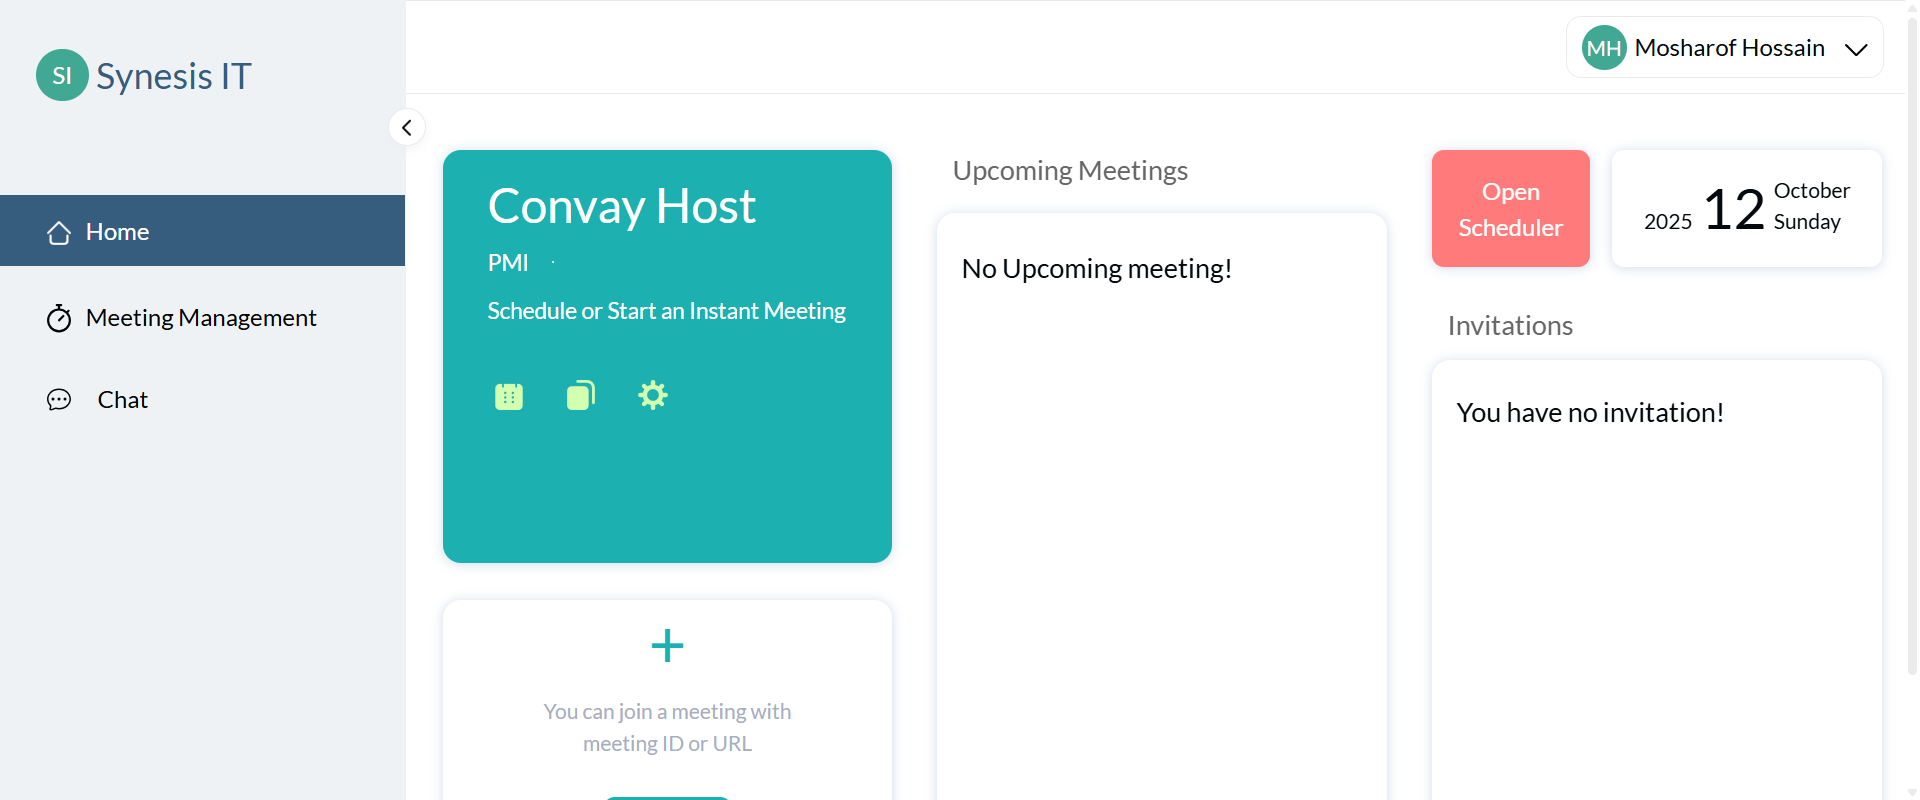 SI Synesis IT
Home
Meeting Management
Chat
MH Mosharof Hossain
Convay Host
PMI
Schedule or Start an Instant Meeting
You can join a meeting with
meeting ID or URL
Upcoming Meetings
No Upcoming meeting!
Open
Scheduler
2025 12 October
Sunday
Invitations
You have no invitation!